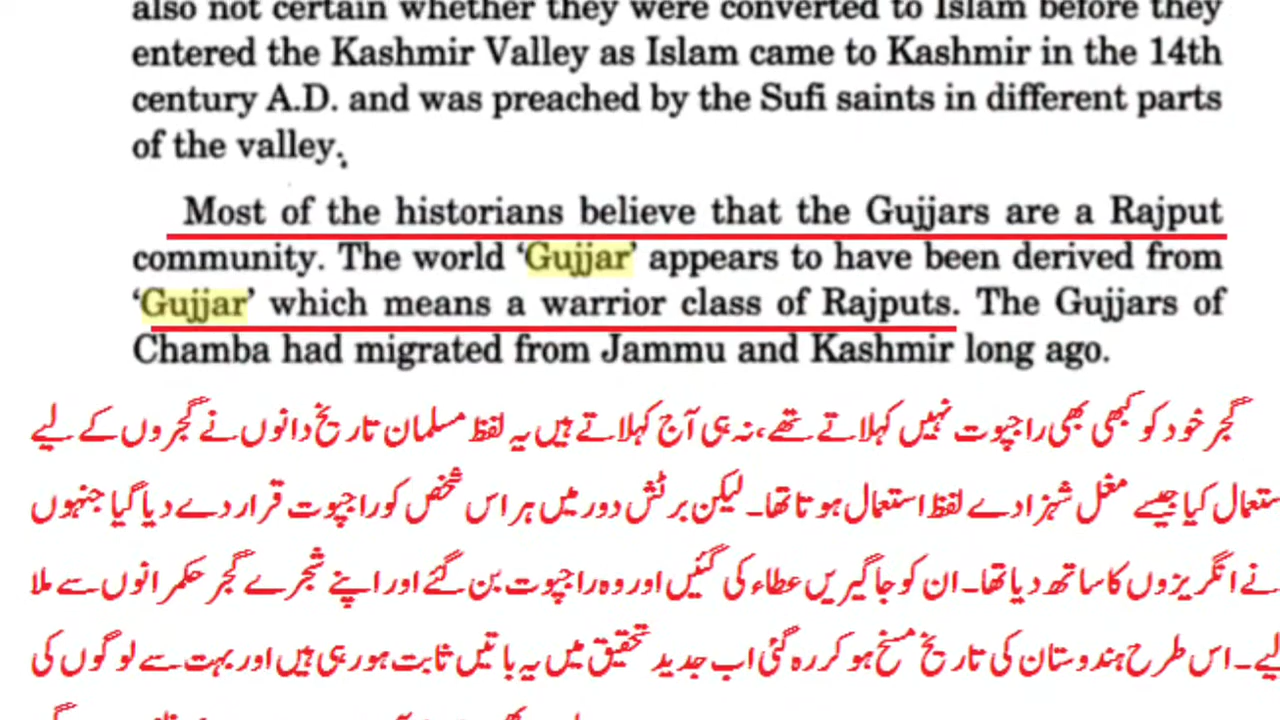 also not certain whether they were converted to Islam before they
entered the Kashmir Valley as Islam came to Kashmir in the 14th
century A.D. and was preached by the Sufi saints in different parts
of the valley.
Most of the historians believe that the Gujjars are a Rajput
community. The world ‘Gujjar’ appears to have been derived from
‘Gujjar’ which means a warrior class of Rajputs. The Gujjars of
Chamba had migrated from Jammu and Kashmir long ago.
گجر خود کو کبھی بھی راجپوت نہیں کہلاتے تھے، نہ ہی آج کہلاتے ہیں یہ لفظ مسلمان تاریخ دانوں نے گجروں کے لیے
ستعمال کیا جیسے مغل شہزادے لفظ استعمال ہوتا تھا۔ لیکن برٹش دور میں ہر اس شخص کو راجپوت قرار دے دیا گیا جنہوں
نے انگریزوں کا ساتھ دیا تھا۔ ان کو جاگیریں عطاء کی گئیں اور وہ راجپوت بن گئے اور اپنے شجرے گجر حکمرانوں سے ملا
لیے۔ اس طرح ہندوستان کی تاریخ مسخ ہو کر رہ گئی اب جدید تحقیق میں یہ باتیں ثابت ہو رہی ہیں اور بہت سے لوگوں کی